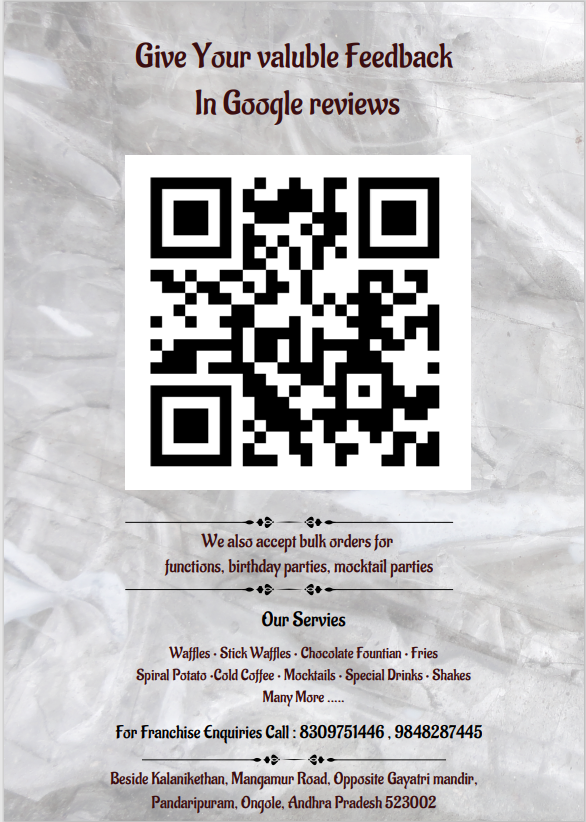 Give Your valuble Feedback
In Google reviews
We also accept bulk orders for
functions, birthday parties, mocktail parties
Our Servies
Waffles • Stick Waffles • Chocolate Fountian • Fries
Spiral Potato •Cold Coffee • Mocktails • Special Drinks • Shakes
Many More .....
For Franchise Enquiries Call : 8309751446 , 9848287445
Beside Kalanikethan, Mangamur Road, Opposite Gayatri mandir,
Pandaripuram, Ongole, Andhra Pradesh 523002